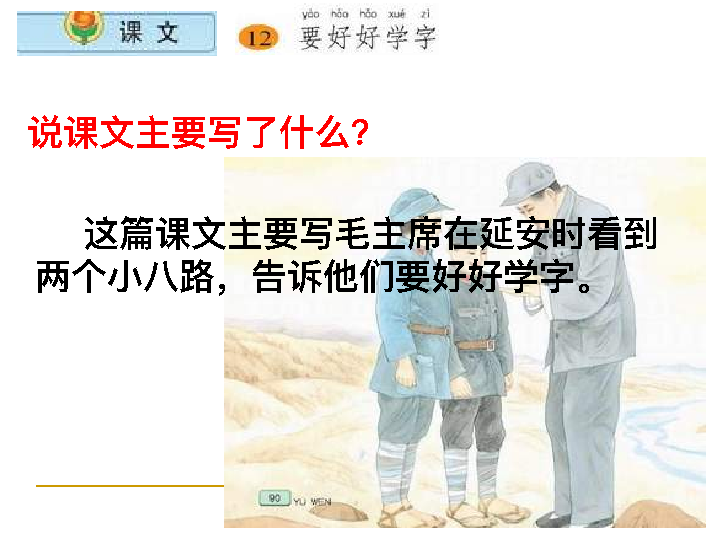 课 文
yào hǎo hǎo xué zì
12 要好好学字
说课文主要写了什么?
这篇课文主要写毛主席在延安时看到
两个小八路，告诉他们要好好学字。
90 YU WEN